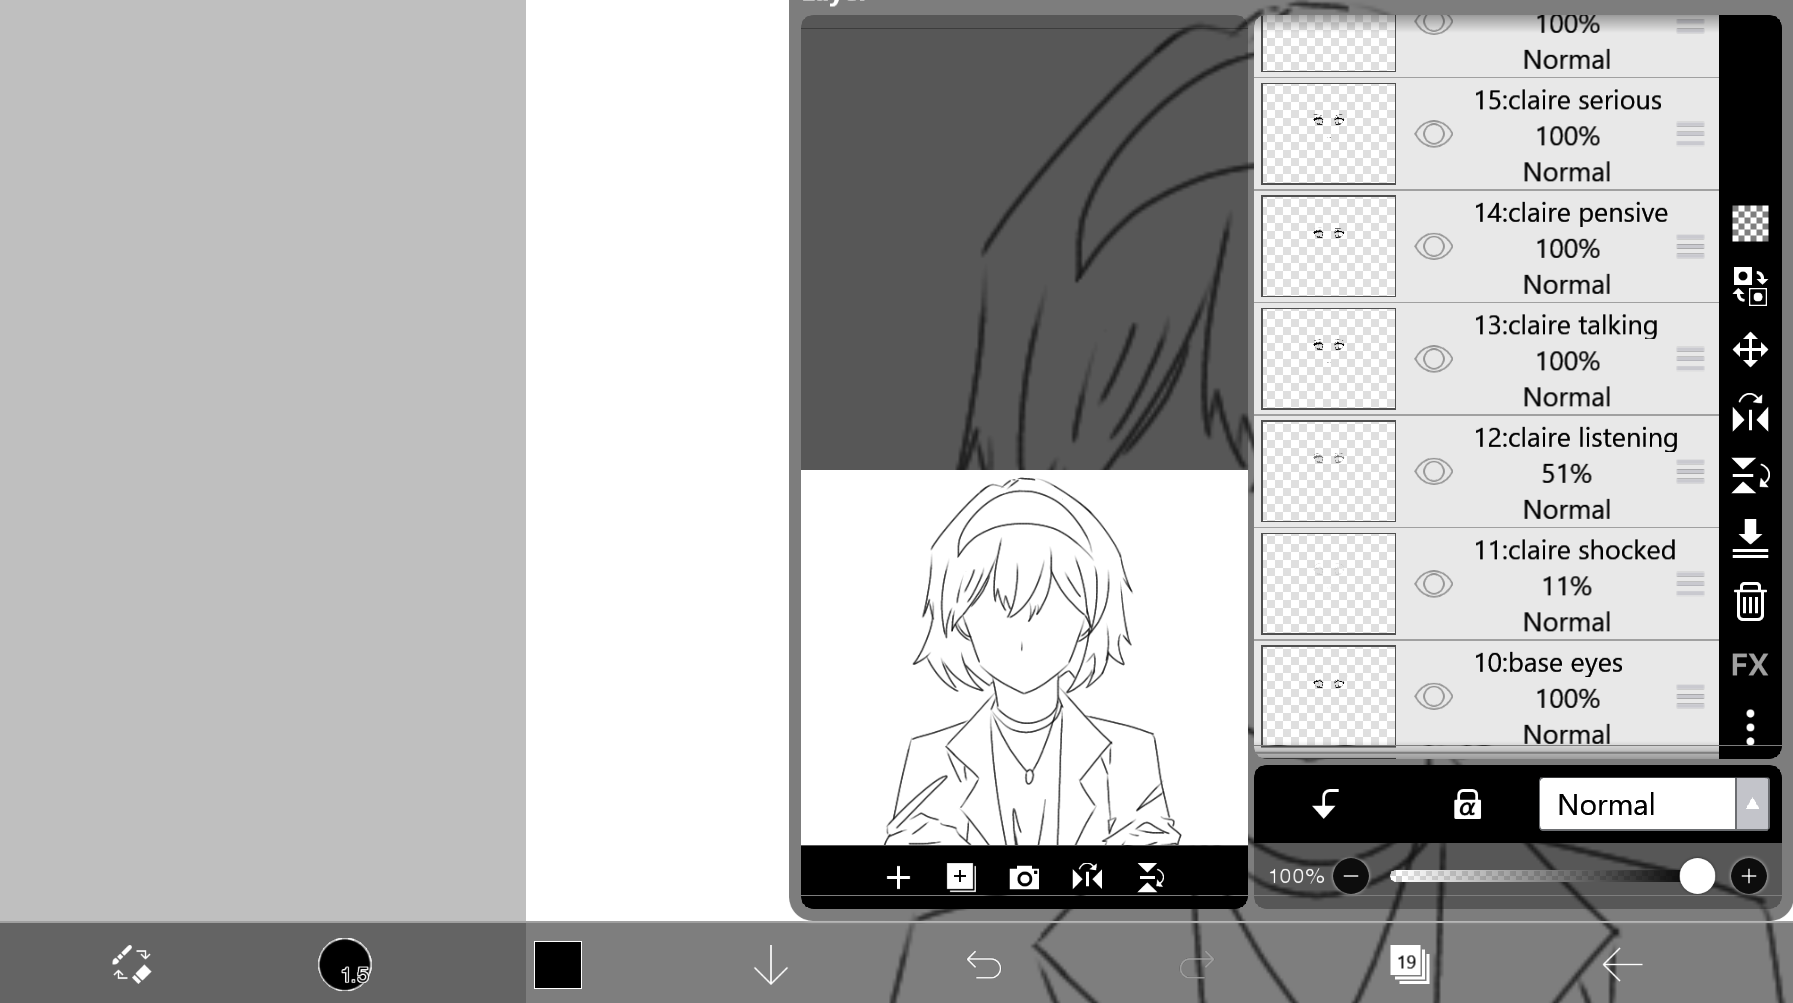 Layer
100%
Normal
15:claire serious
100%
Normal
14:claire pensive
100%
Normal
13:claire talking
100%
Normal
12:claire listening
51%
Normal
11:claire shocked
11%
Normal
10:base eyes
100%
Normal
FX
α
Normal
100%
1.5
19